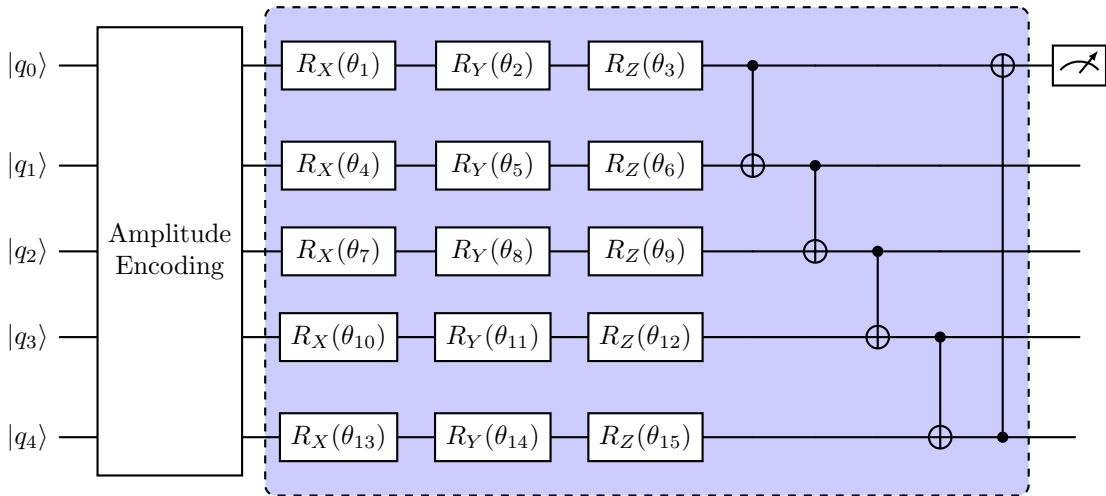 |q₀⟩ R_X(θ₁) R_Y(θ₂) R_Z(θ₃)
|q₁⟩ R_X(θ₄) R_Y(θ₅) R_Z(θ₆)
Amplitude
Encoding
|q₂⟩ R_X(θ₇) R_Y(θ₈) R_Z(θ₉)
|q₃⟩ R_X(θ₁₀) R_Y(θ₁₁) R_Z(θ₁₂)
|q₄⟩ R_X(θ₁₃) R_Y(θ₁₄) R_Z(θ₁₅)